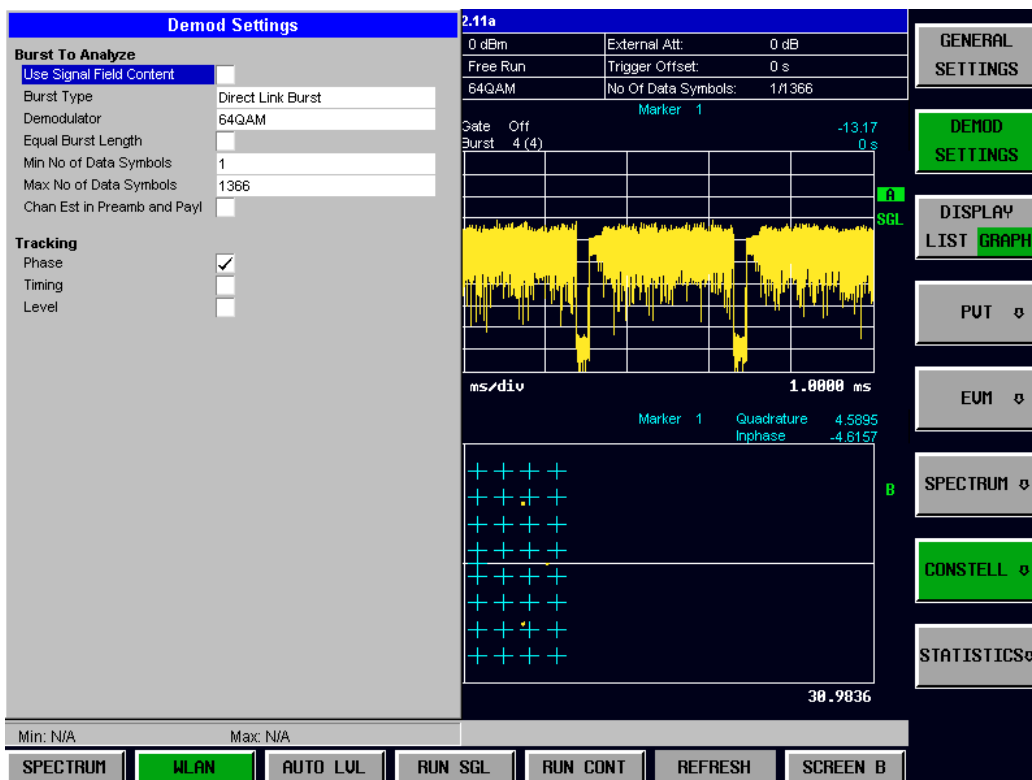 Demod Settings
Burst To Analyze
Use Signal Field Content
Burst Type Direct Link Burst
Demodulator 64QAM
Equal Burst Length
Min No of Data Symbols 1
Max No of Data Symbols 1366
Chan Est in Preamb and Payl
Tracking
Phase
Timing
Level
2.11a
0 dBm External Att: 0 dB
Free Run Trigger Offset: 0 s
64QAM No Of Data Symbols: 1/1366
Marker 1
Gate Off -13.17
Burst 4 (4) 0 s
A
SGL
ms/div 1.0000 ms
Marker 1 Quadrature 4.5895
Inphase -4.6157
B
30.9836
GENERAL
SETTINGS
DEMOD
SETTINGS
DISPLAY
LIST GRAPH
PVT
EVM
SPECTRUM
CONSTELL
STATISTICS
Min: N/A Max: N/A
SPECTRUM WLAN AUTO LVL RUN SGL RUN CONT REFRESH SCREEN B